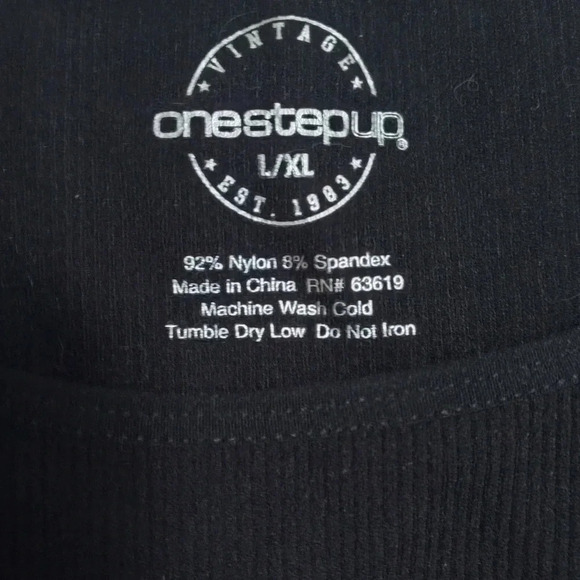 VINTAGE
onestepup®
L/XL
EST. 1983
92% Nylon 8% Spandex
Made in China RN# 63619
Machine Wash Cold
Tumble Dry Low Do Not Iron